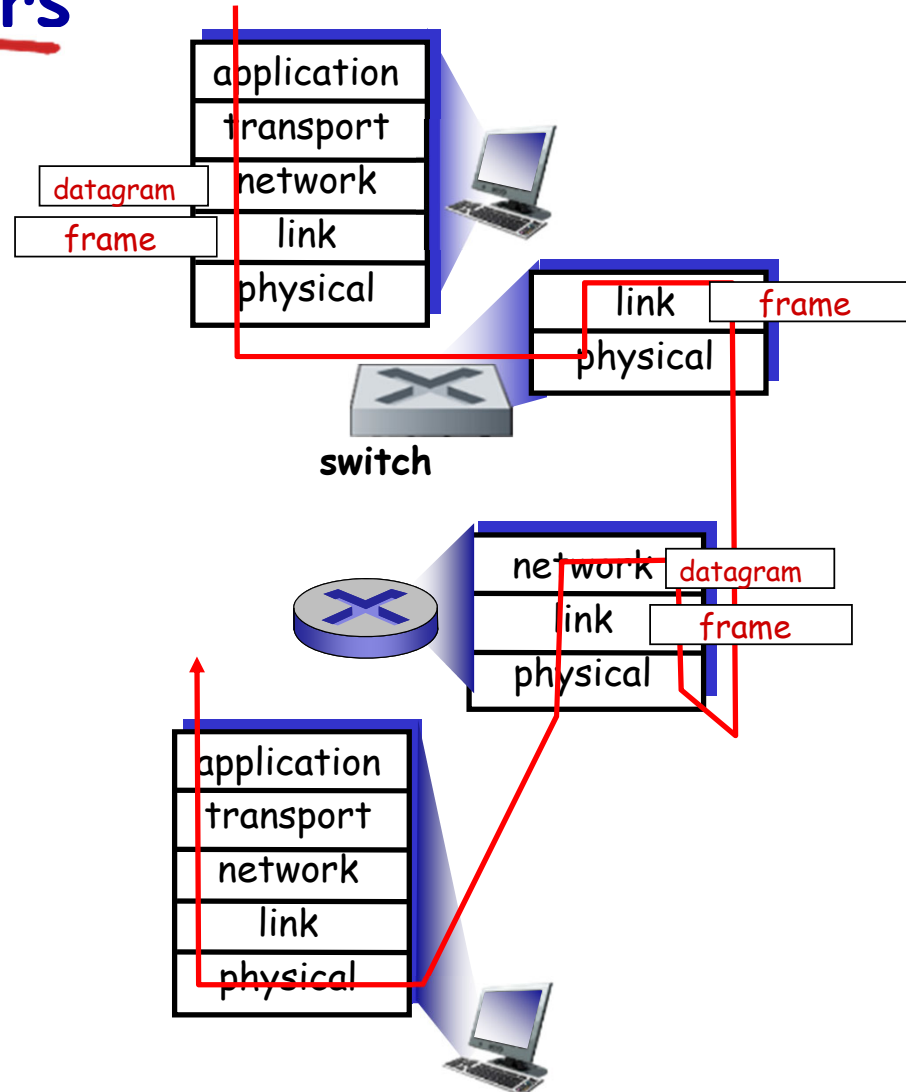 rs
application
transport
datagram
network
frame
link
physical
link
frame
physical
switch
network
datagram
link
frame
physical
application
transport
network
link
physical